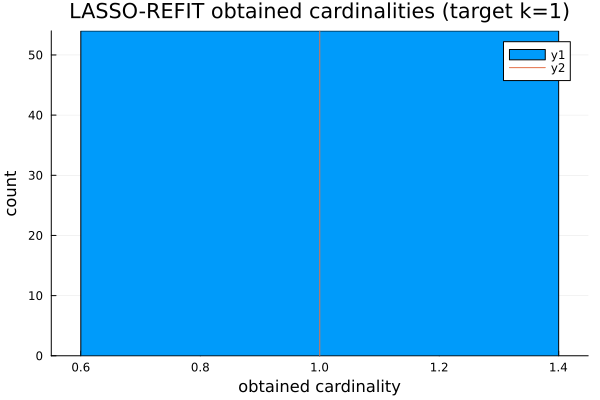 LASSO-REFIT obtained cardinalities (target k=1)
50
40
30
20
10
0
count
y1
y2
0.6 0.8 1.0 1.2 1.4
obtained cardinality